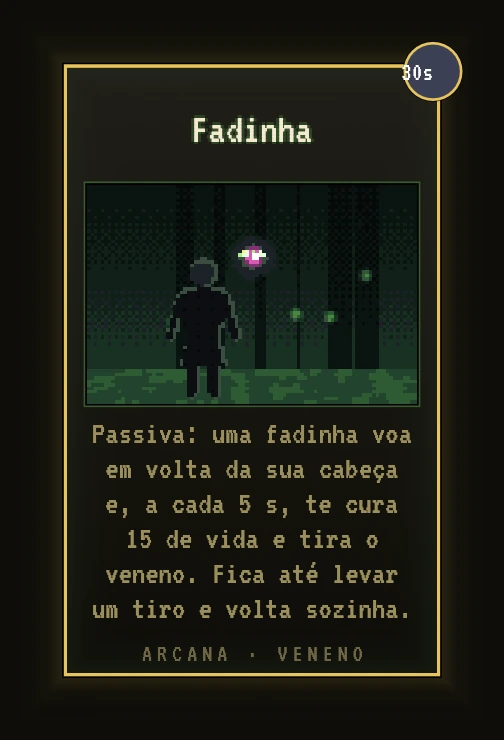 30s
Fadinha
Passiva: uma fadinha voa
em volta da sua cabeça
e, a cada 5 s, te cura
15 de vida e tira o
veneno. Fica até levar
um tiro e volta sozinha.
ARCANA · VENENO